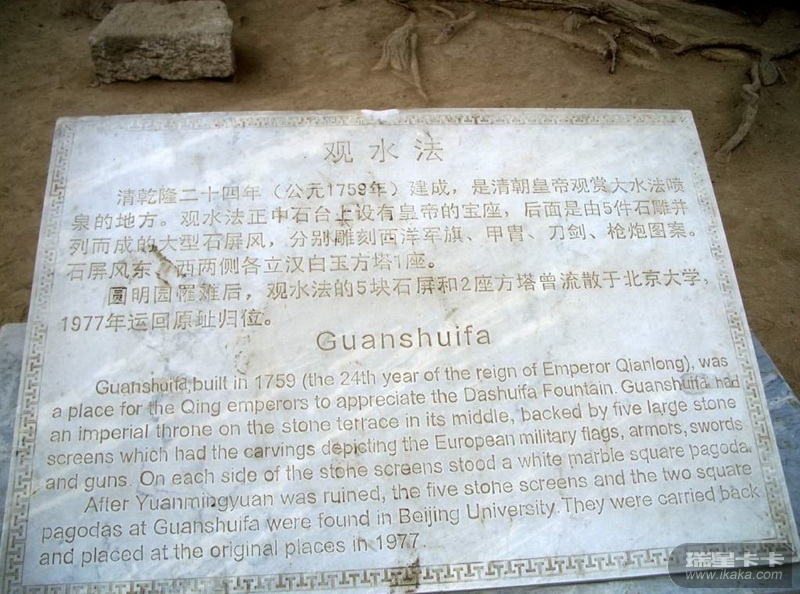 观水法
清乾隆二十四年（公元1759年）建成，是清朝皇帝观赏大水法喷
泉的地方。观水法正中石台上设有皇帝的宝座，后面是由5件石雕并
列而成的大型石屏风，分别雕刻西洋军旗、甲胄、刀剑、枪炮图案。
石屏风东、西两侧各立汉白玉方塔1座。
圆明园罹难后，观水法的5块石屏和2座方塔曾流散于北京大学，
1977年运回原址归位。
Guanshuifa
Guanshuifa,built in 1759 (the 24th year of the reign of Emperor Qianlong), was
a place for the Qing emperors to appreciate the Dashuifa Fountain. Guanshuifa had
an imperial throne on the stone terrace in its middle, backed by five large stone
screens which had the carvings depicting the European military flags, armors, swords
and guns. On each side of the stone screens stood a white marble square pagoda.
After Yuanmingyuan was ruined, the five stone screens and the two square
pagodas at Guanshuifa were found in Beijing University. They were carried back
and placed at the original places in 1977.
瑞星卡卡
www.ikaka.com